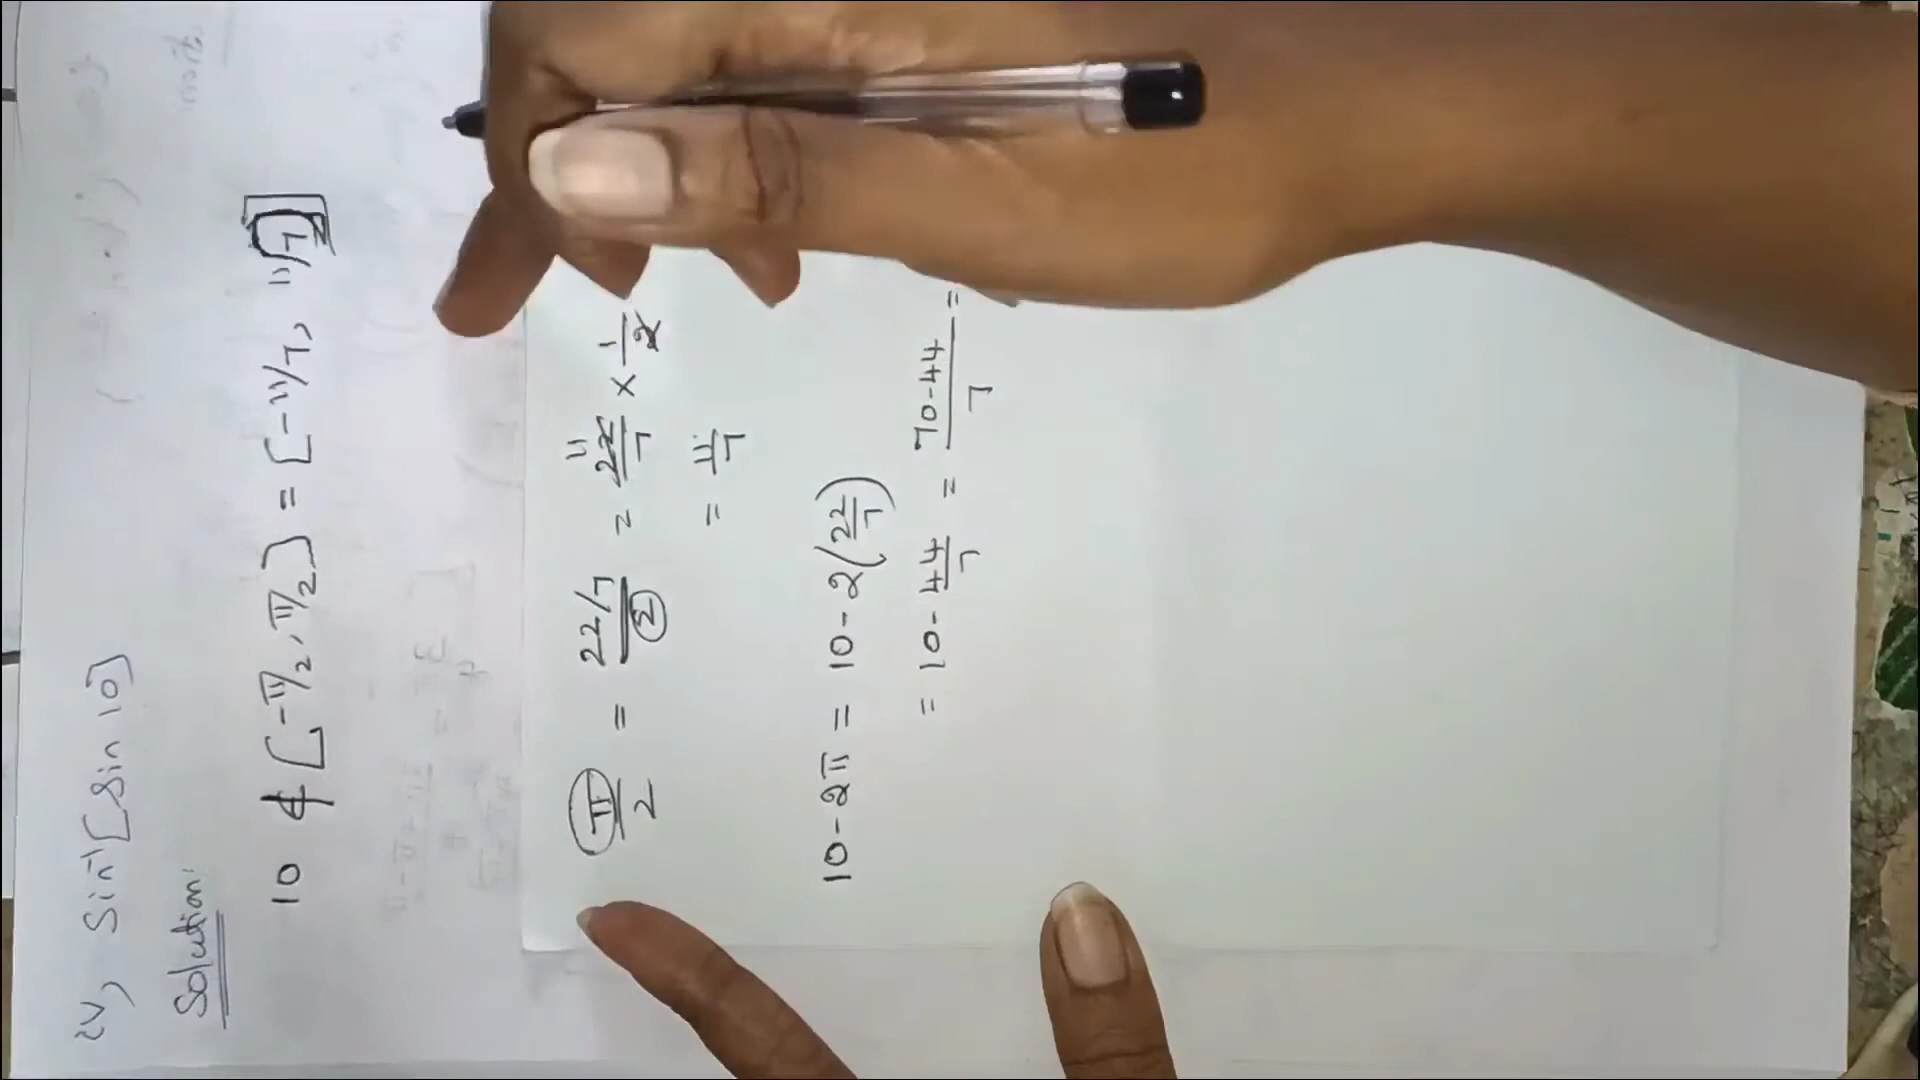 iv) Sin⁻¹[Sin 10]
Solution:
10 ∉ [-π/2, π/2] = [-11/7, 11/7]
π/2 = 22/7/2 = 22/7 × 1/2
11
= 11/7
10-2π = 10-2(22/7)
= 10-44/7 = 70-44/7 =